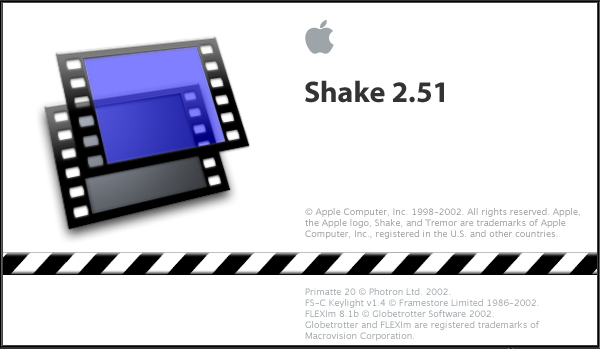 Shake 2.51
© Apple Computer, Inc. 1998-2002. All rights reserved. Apple,
the Apple logo, Shake, and Tremor are trademarks of Apple
Computer, Inc., registered in the U.S. and other countries.
Primatte 20 © Photron Ltd. 2002.
FS-C Keylight v1.4 © Framestore Limited 1986-2002.
FLEXlm 8.1b © Globetrotter Software 2002.
Globetrotter and FLEXlm are registered trademarks of
Macrovision Corporation.